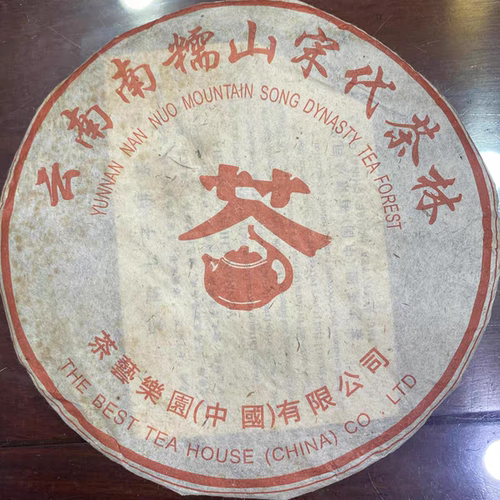 云南南糯山宋代茶林
YUNNAN NAN NUO MOUNTAIN SONG DYNASTY TEA FOREST
茶
茶藝樂園(中國)有限公司
THE BEST TEA HOUSE (CHINA) CO . LTD